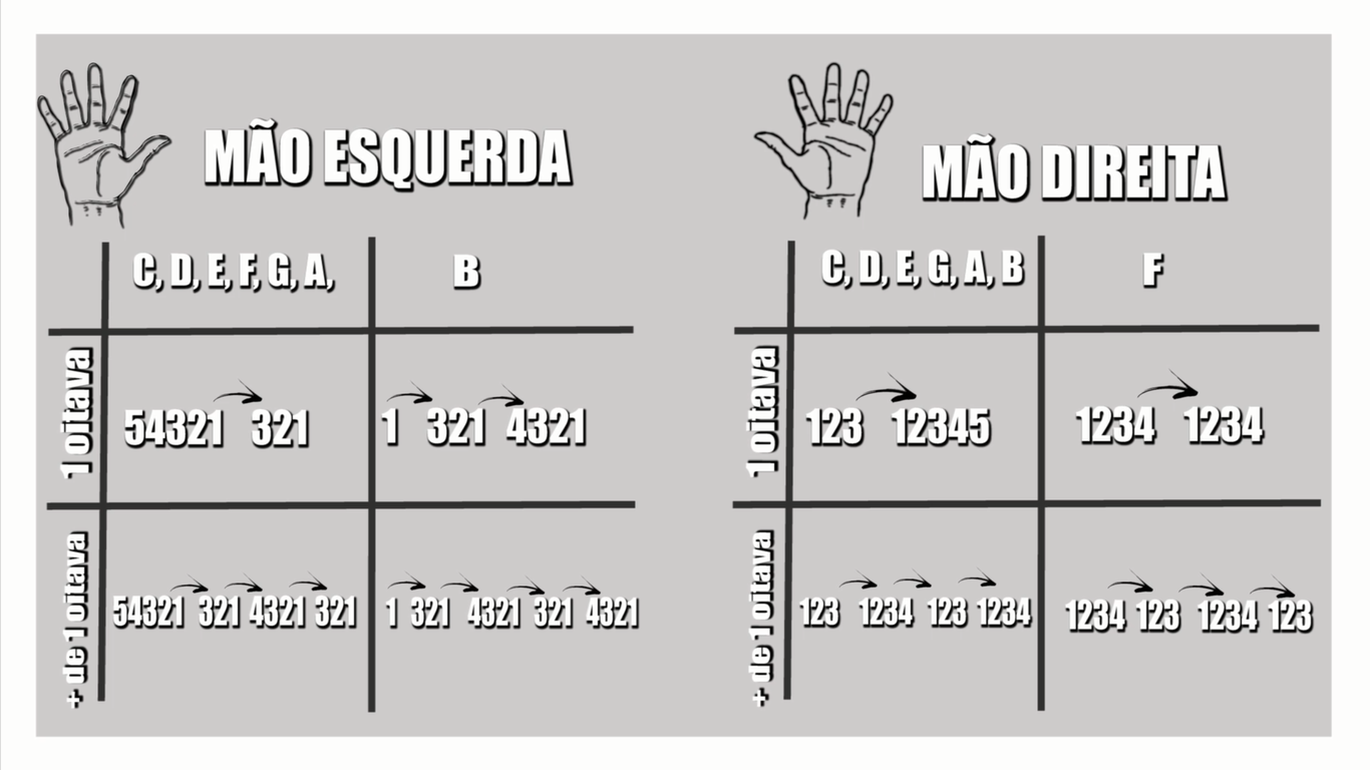 MÃO ESQUERDA
C, D, E, F, G, A,
B
1 oitava
54321 321
1 321 4321
+ de 1 oitava
54321 321 4321 321
1 321 4321 321 4321
MÃO DIREITA
C, D, E, G, A, B
F
1 oitava
123 12345
1234 1234
+ de 1 oitava
123 1234 123 1234
1234 123 1234 123